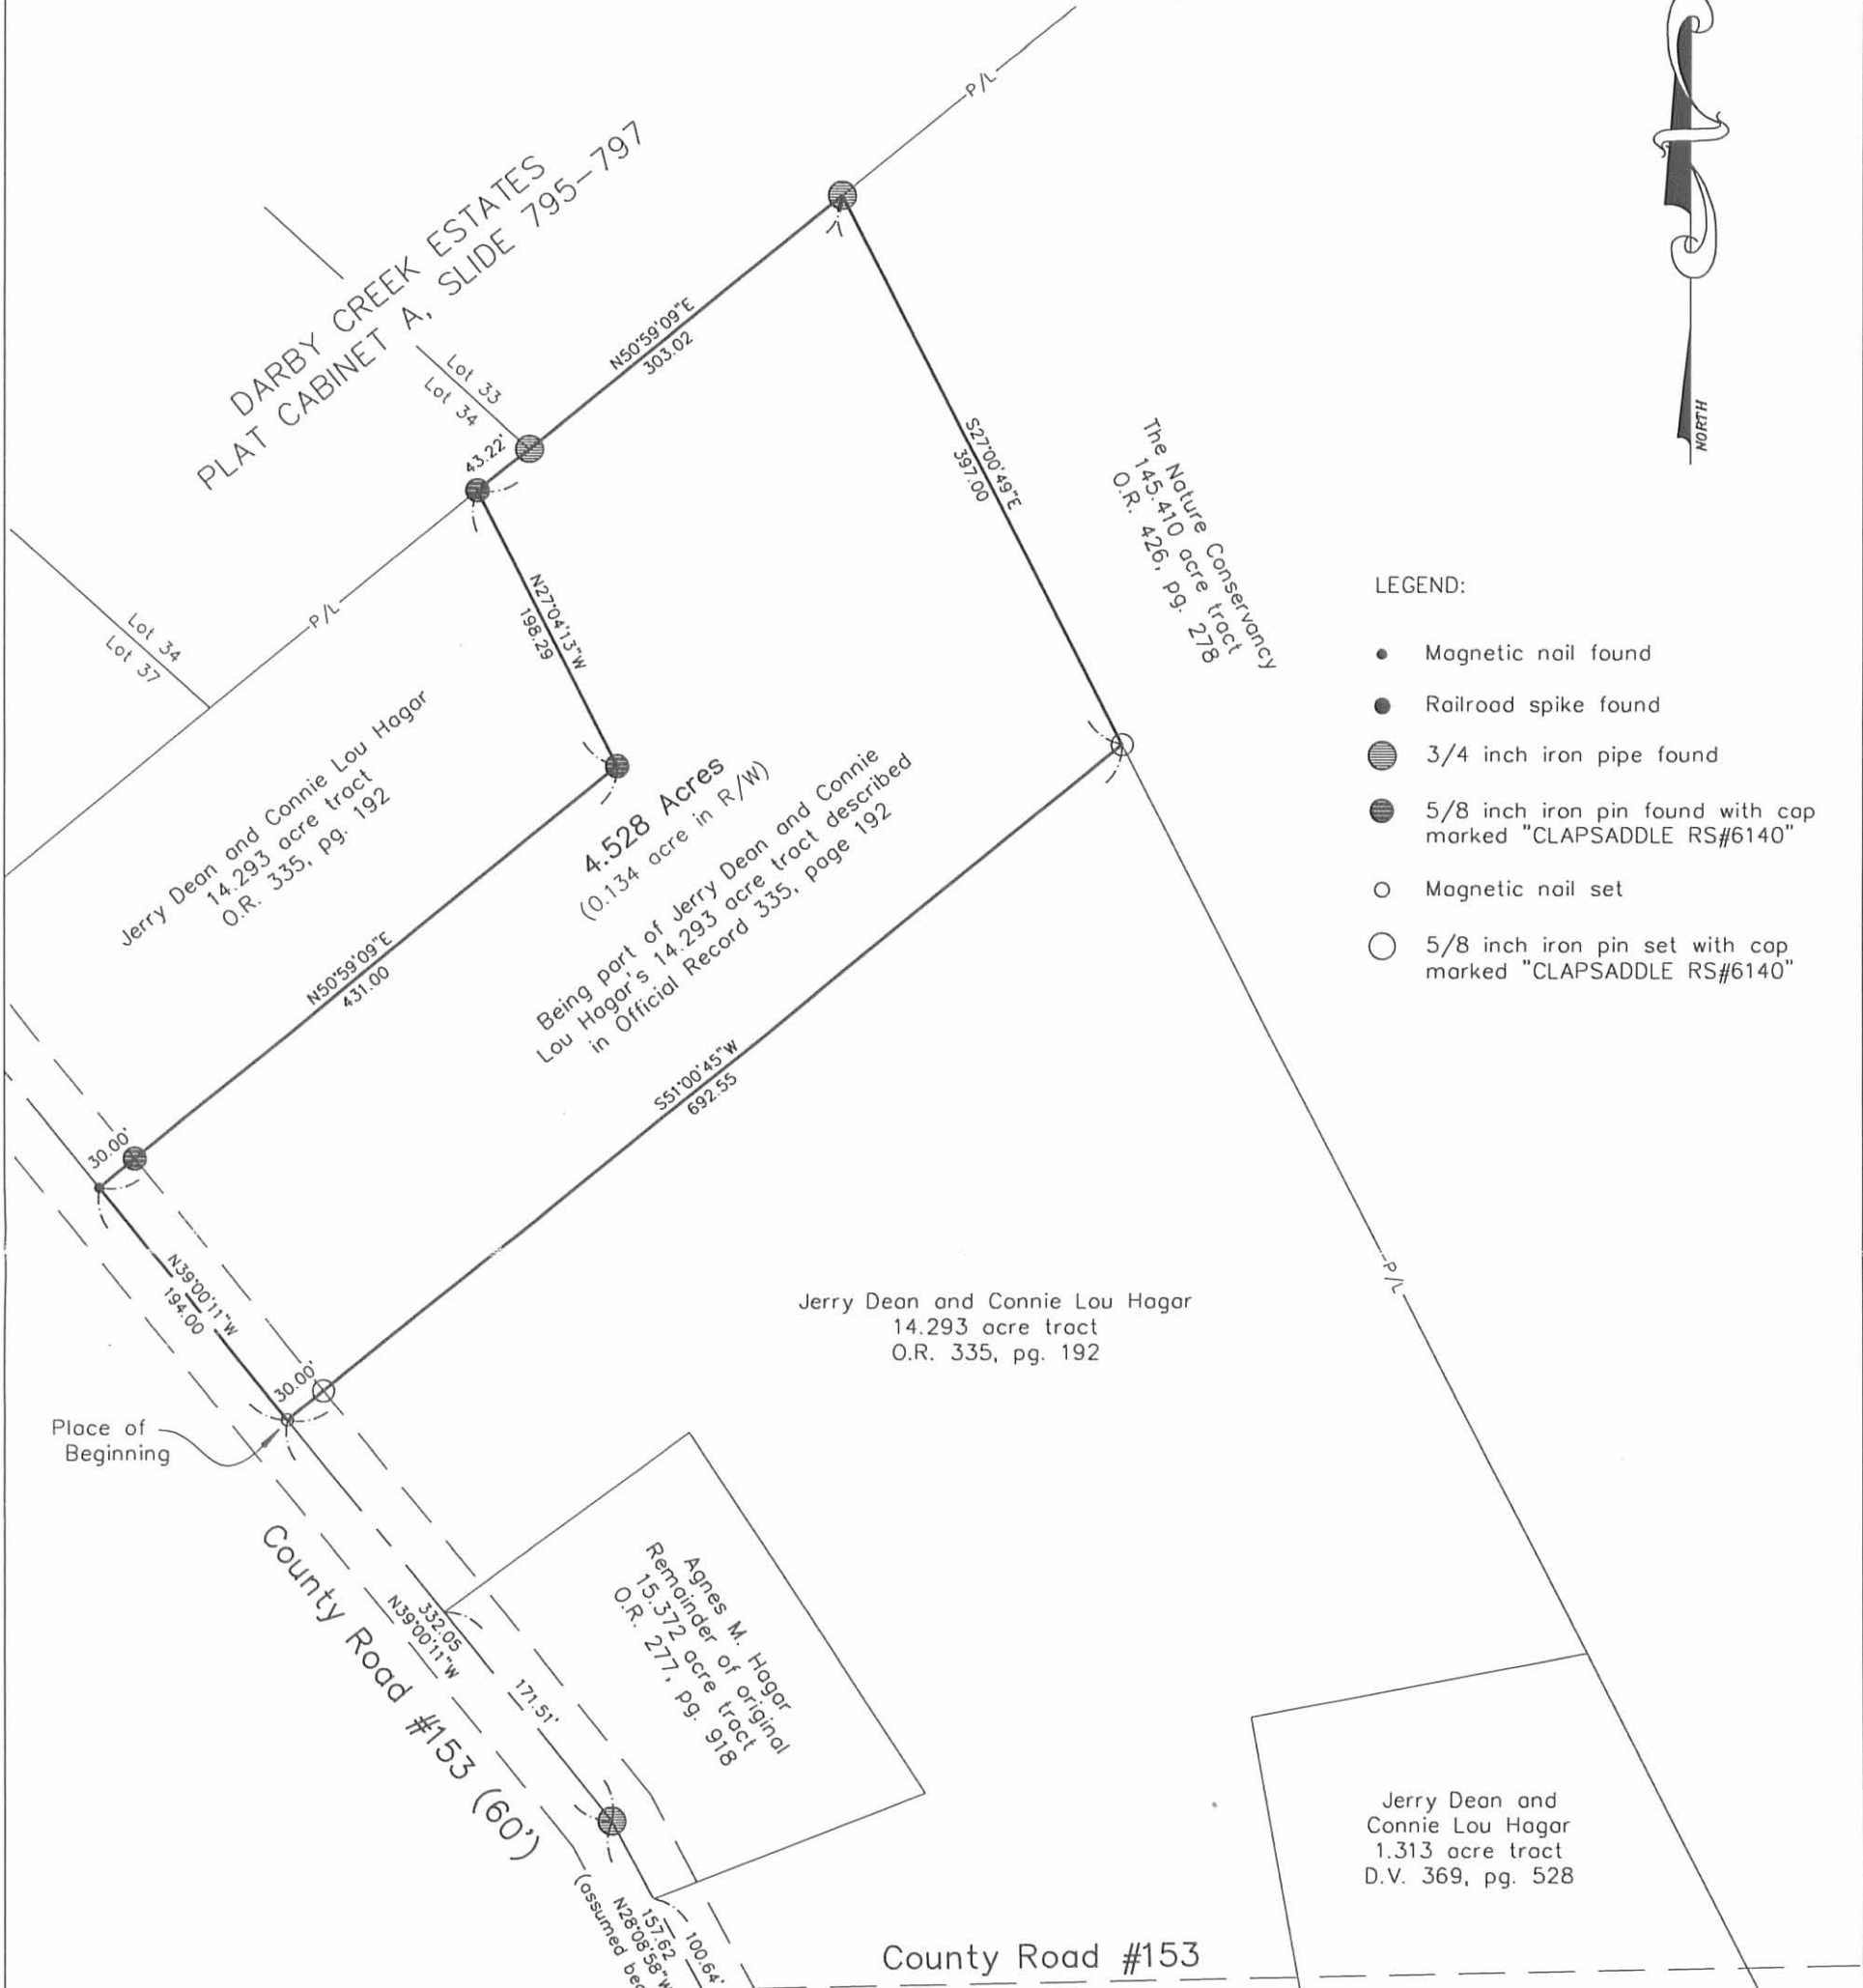 P/L
DARBY CREEK ESTATES
PLAT CABINET A, SLIDE 795-797
NORTH
N50°59'09"E
303.02
Lot 33
Lot 34
43.22'
S27°00'49"E
397.00
The Nature Conservancy
145.410 acre tract
O.R. 426, pg. 278
N27°04'13"W
198.29
P/L
Lot 34
Lot 37
LEGEND:
Magnetic nail found
Railroad spike found
3/4 inch iron pipe found
5/8 inch iron pin found with cap
marked "CLAPSADDLE RS#6140"
Magnetic nail set
5/8 inch iron pin set with cap
marked "CLAPSADDLE RS#6140"
Jerry Dean and Connie Lou Hagar
14.293 acre tract
O.R. 335, pg. 192
4.528 Acres
(0.134 acre in R/W)
Being part of Jerry Dean and Connie
Lou Hagar's 14.293 acre tract described
in Official Record 335, page 192
N50°59'09"E
431.00
S51°00'45"W
692.55
30.00'
N39°00'11"W
194.00
30.00'
Place of
Beginning
Jerry Dean and Connie Lou Hagar
14.293 acre tract
O.R. 335, pg. 192
P/L
County Road #153 (60')
332.05
N39°00'11"W
171.51'
Agnes M. Hagar
Remainder of original
15.372 acre tract
O.R. 277, pg. 918
Jerry Dean and
Connie Lou Hagar
1.313 acre tract
D.V. 369, pg. 528
100.64'
157.62
N28°08'58"W
(assumed
County Road #153